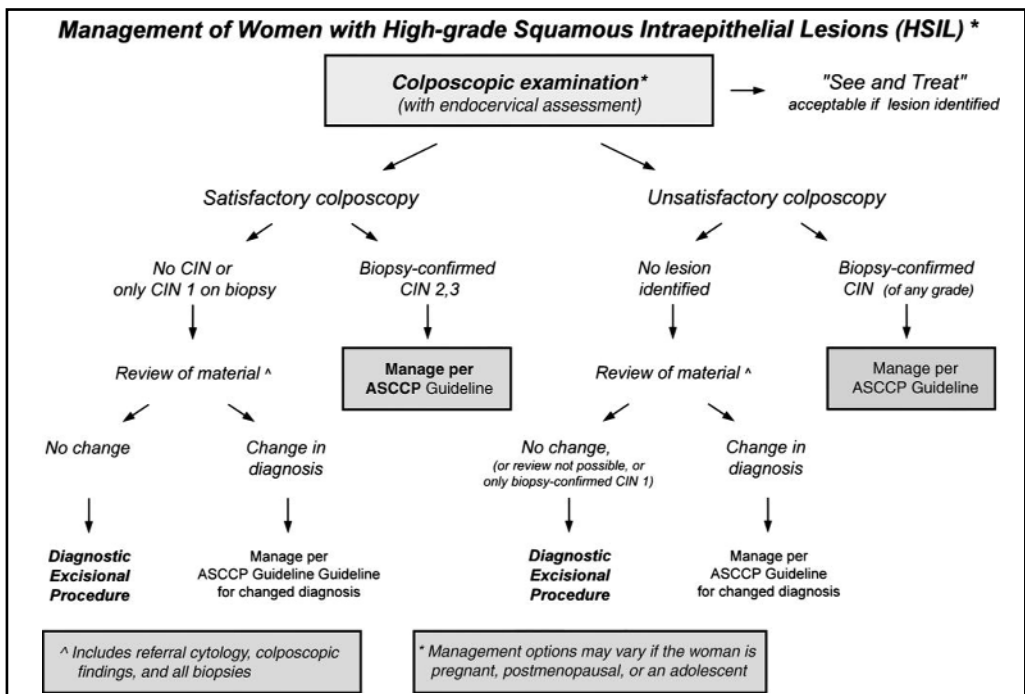 Management of Women with High-grade Squamous Intraepithelial Lesions (HSIL) *
Colposcopic examination*
(with endocervical assessment)
"See and Treat"
acceptable if lesion identified
Satisfactory colposcopy
Unsatisfactory colposcopy
No CIN or
only CIN 1 on biopsy
Biopsy-confirmed
CIN 2,3
No lesion
identified
Biopsy-confirmed
CIN (of any grade)
Review of material ^
Manage per
ASCCP Guideline
Review of material ^
Manage per
ASCCP Guideline
No change
Change in
diagnosis
No change,
(or review not possible, or
only biopsy-confirmed CIN 1)
Change in
diagnosis
Diagnostic
Excisional
Procedure
Manage per
ASCCP Guideline Guideline
for changed diagnosis
Diagnostic
Excisional
Procedure
Manage per
ASCCP Guideline
for changed diagnosis
^ Includes referral cytology, colposcopic
findings, and all biopsies
* Management options may vary if the woman is
pregnant, postmenopausal, or an adolescent